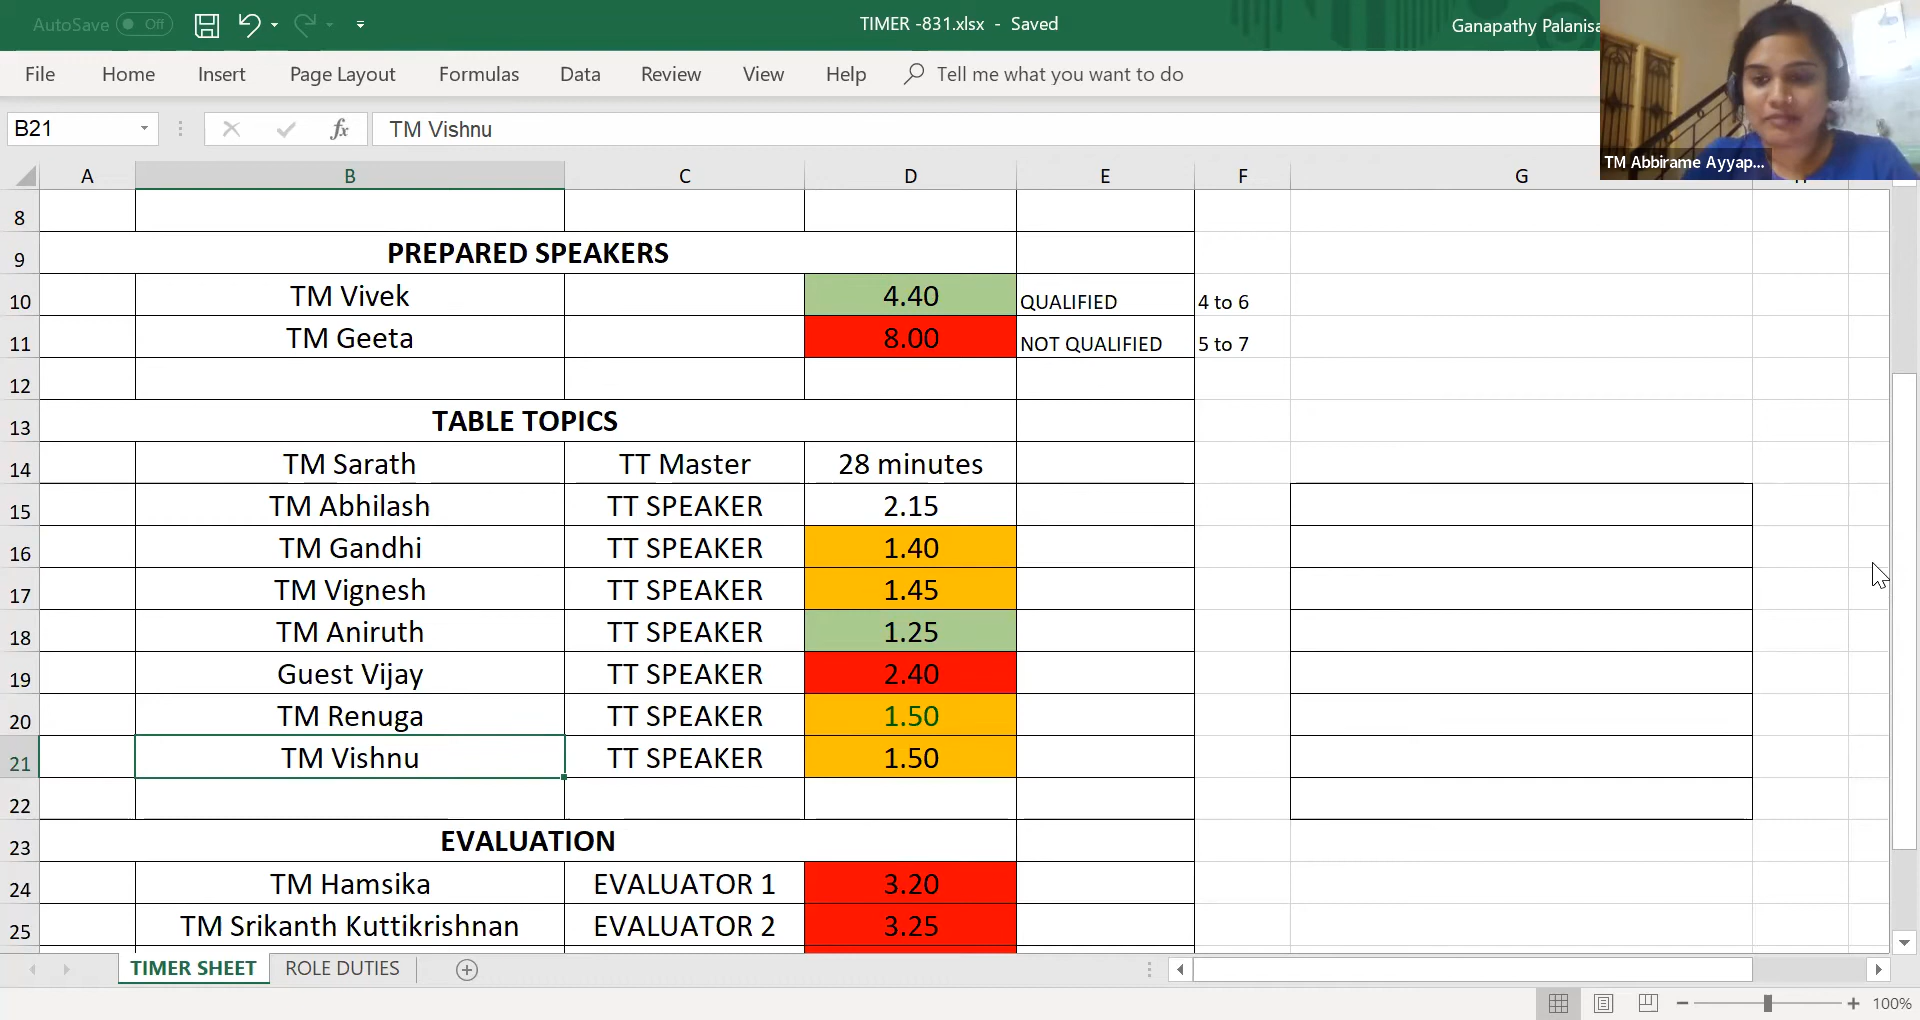 AutoSave Off TIMER -831.xlsx - Saved Ganapathy Palanisa
File Home Insert Page Layout Formulas Data Review View Help Tell me what you want to do
B21 fx TM Vishnu
TM Abbirame Ayyap...
A B C D E F G
8
9 PREPARED SPEAKERS
10 TM Vivek 4.40 QUALIFIED 4 to 6
11 TM Geeta 8.00 NOT QUALIFIED 5 to 7
12
13 TABLE TOPICS
14 TM Sarath TT Master 28 minutes
15 TM Abhilash TT SPEAKER 2.15
16 TM Gandhi TT SPEAKER 1.40
17 TM Vignesh TT SPEAKER 1.45
18 TM Aniruth TT SPEAKER 1.25
19 Guest Vijay TT SPEAKER 2.40
20 TM Renuga TT SPEAKER 1.50
21 TM Vishnu TT SPEAKER 1.50
22
23 EVALUATION
24 TM Hamsika EVALUATOR 1 3.20
25 TM Srikanth Kuttikrishnan EVALUATOR 2 3.25
TIMER SHEET ROLE DUTIES
100%